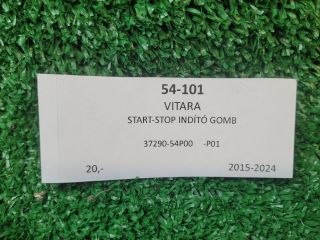 54-101
VITARA
START-STOP INDÍTÓ GOMB
37290-54P00 -P01
20,- 2015-2024